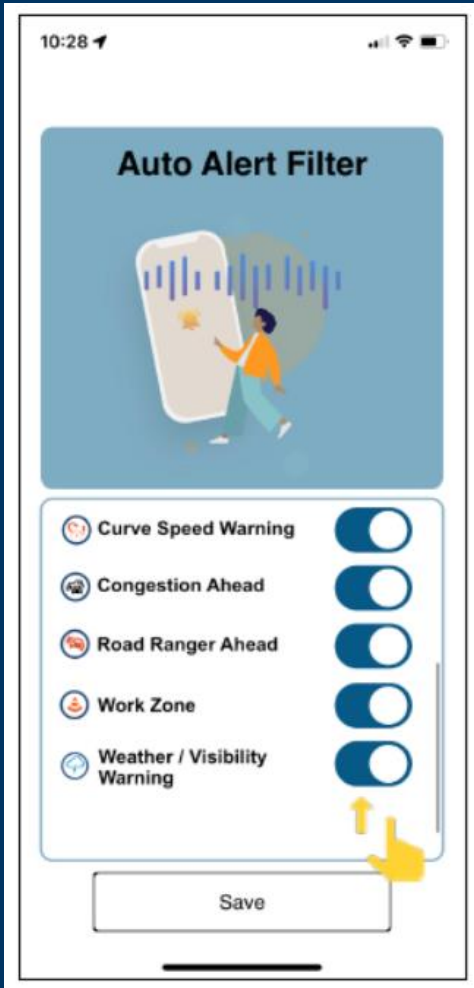 10:28
Auto Alert Filter
Curve Speed Warning
Congestion Ahead
Road Ranger Ahead
Work Zone
Weather / Visibility
Warning
Save